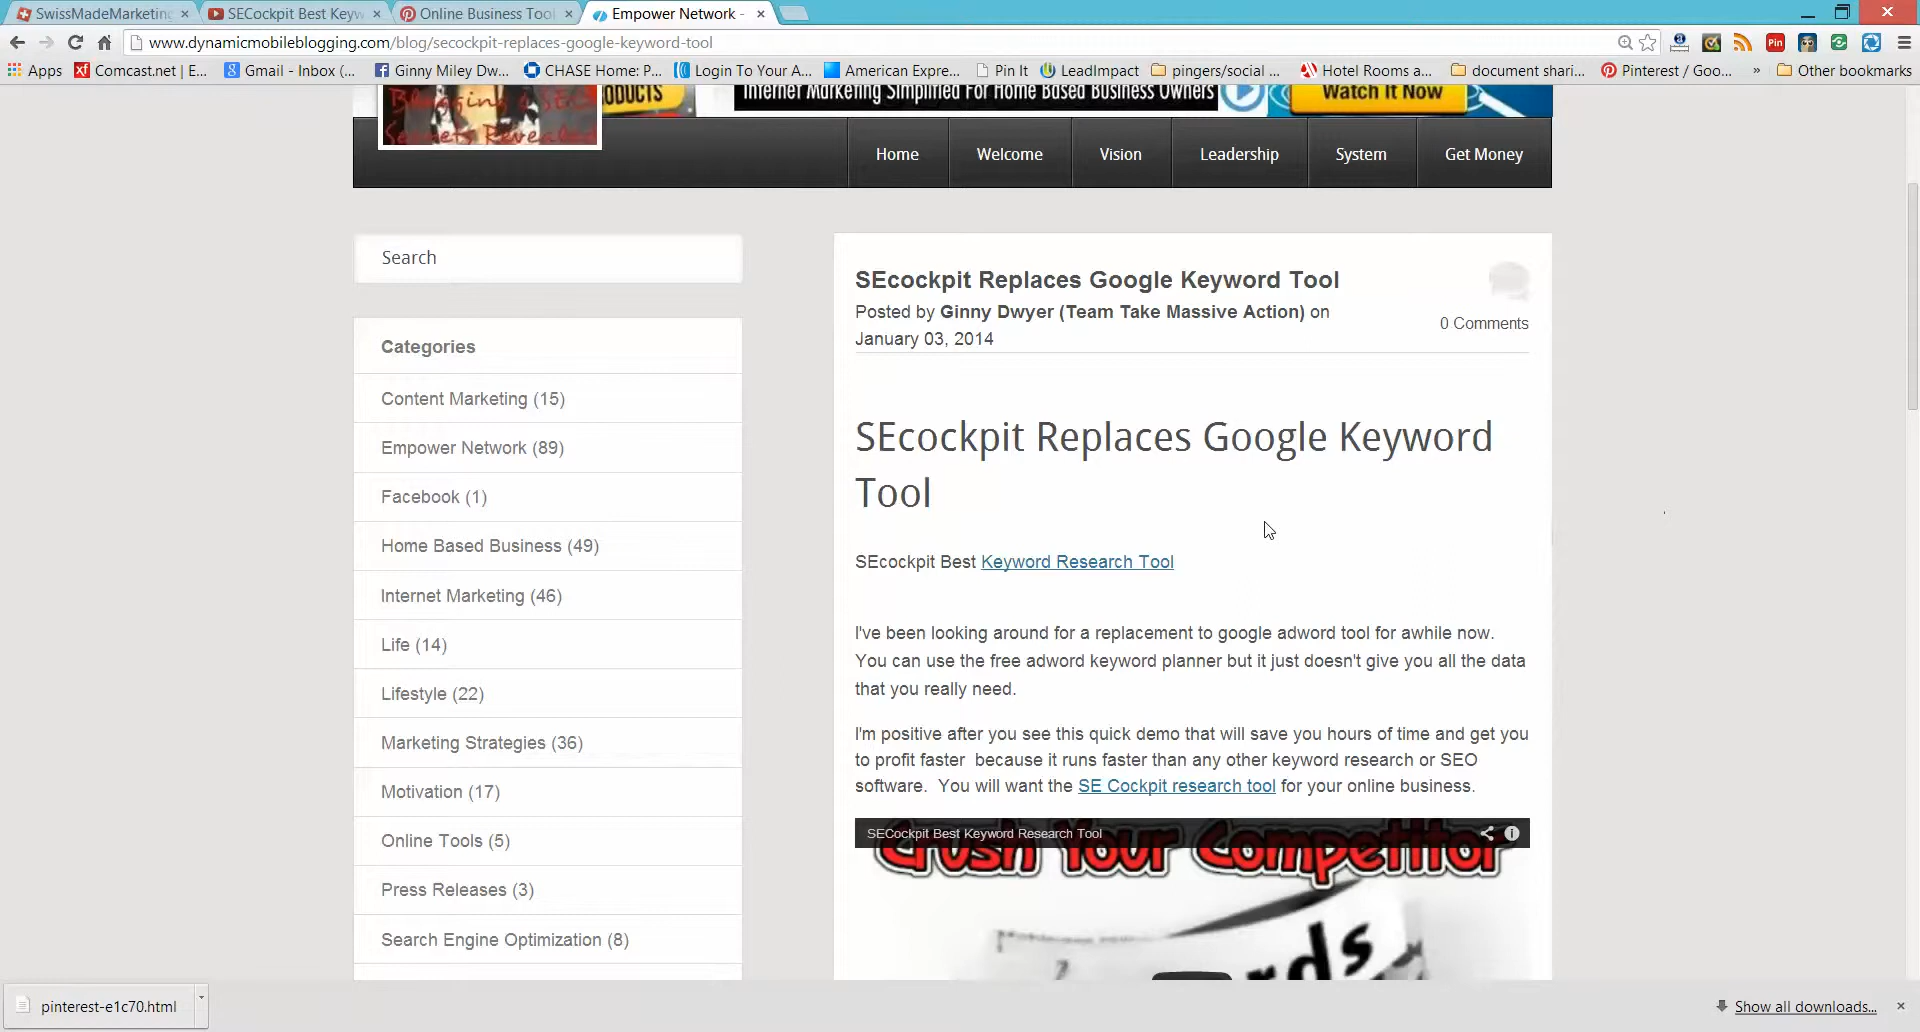 SwissMadeMarketing
SECockpit Best Keyw
Online Business Tool
Empower Network -
www.dynamicmobileblogging.com/blog/secockpit-replaces-google-keyword-tool
Apps
Comcast.net | E...
Gmail - Inbox (...
Ginny Miley Dw...
CHASE Home: P...
Login To Your A...
American Expre...
Pin It
LeadImpact
pingers/social ...
Hotel Rooms a...
document shari...
Pinterest / Goo...
»
Other bookmarks
Blogging & SEO
Secrets Revealed
PRODUCTS
Internet Marketing Simplified For Home Based Business Owners
Watch It Now
Home
Welcome
Vision
Leadership
System
Get Money
Search
Categories
Content Marketing (15)
Empower Network (89)
Facebook (1)
Home Based Business (49)
Internet Marketing (46)
Life (14)
Lifestyle (22)
Marketing Strategies (36)
Motivation (17)
Online Tools (5)
Press Releases (3)
Search Engine Optimization (8)
SEcockpit Replaces Google Keyword Tool
Posted by Ginny Dwyer (Team Take Massive Action) on
January 03, 2014
0 Comments
SEcockpit Replaces Google Keyword
Tool
SEcockpit Best Keyword Research Tool
I've been looking around for a replacement to google adword tool for awhile now.
You can use the free adword keyword planner but it just doesn't give you all the data
that you really need.
I'm positive after you see this quick demo that will save you hours of time and get you
to profit faster because it runs faster than any other keyword research or SEO
software. You will want the SE Cockpit research tool for your online business.
SECockpit Best Keyword Research Tool
Crush Your Competitor
pinterest-e1c70.html
Show all downloads...